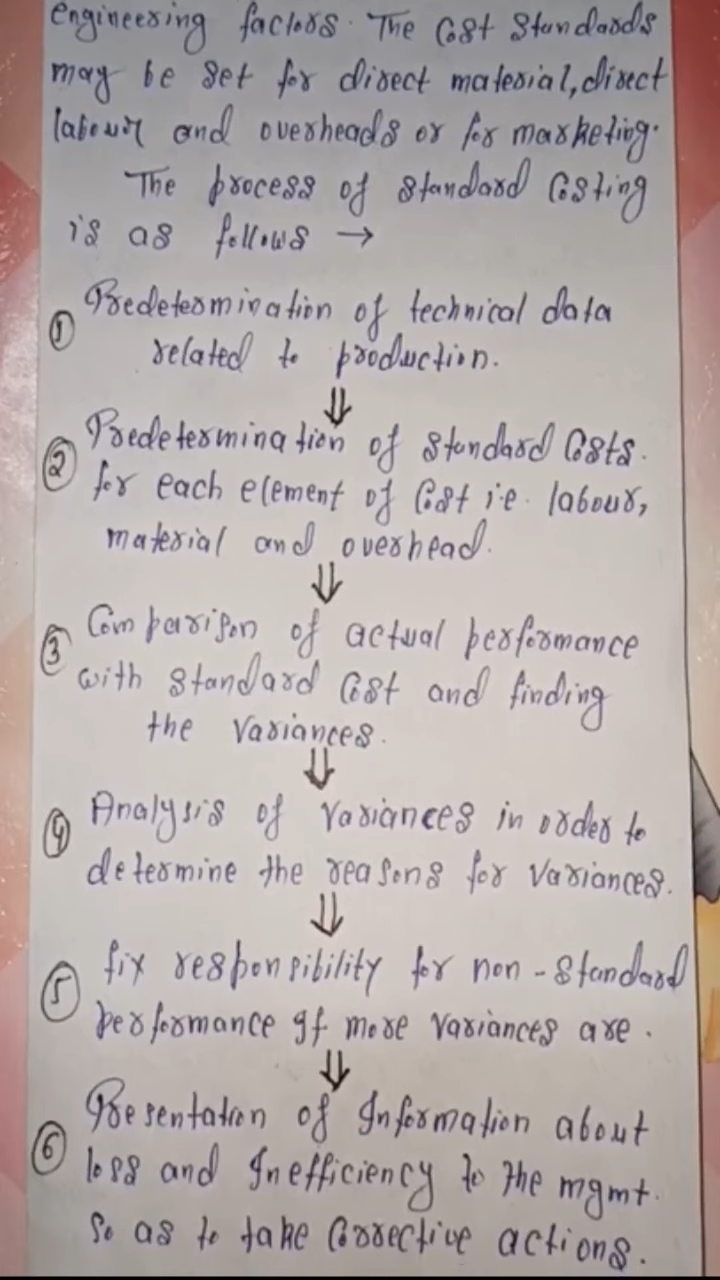 engineering factors. The Cost Standards
may be set for direct material, direct
labour and overheads or for marketing.
The process of standard Costing
is as follows →
① Predetermination of technical data
related to production.
⇓
② Predetermination of standard Costs.
for each element of Cost i.e. labour,
material and overhead.
⇓
③ Comparison of actual performance
with standard Cost and finding
the Variances.
⇓
④ Analysis of Variances in order to
determine the reasons for Variances.
⇓
⑤ fix responsibility for non-Standard
performance If more Variances are.
⇓
⑥ Presentation of Information about
loss and Inefficiency to the mgmt.
So as to take Corrective actions.